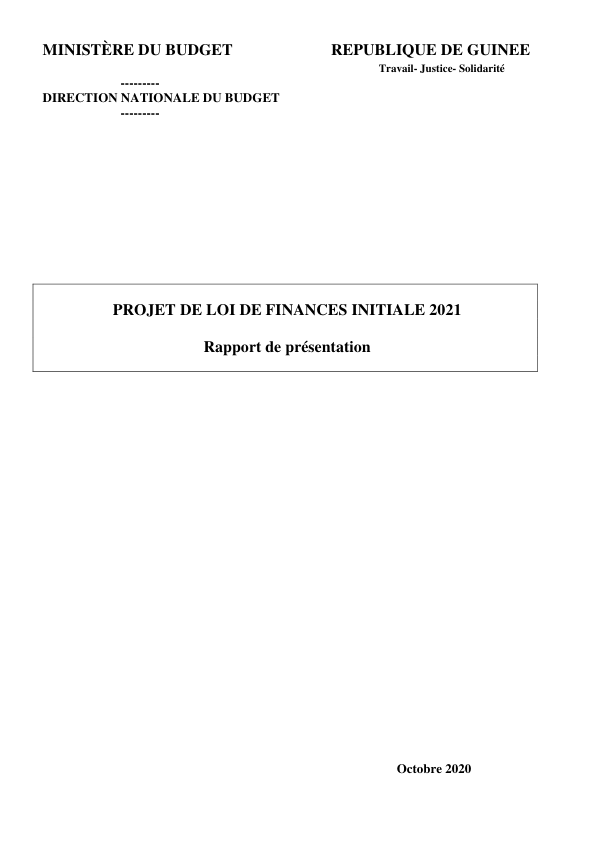 MINISTÈRE DU BUDGET
REPUBLIQUE DE GUINEE
Travail- Justice- Solidarité
---------
DIRECTION NATIONALE DU BUDGET
---------
PROJET DE LOI DE FINANCES INITIALE 2021
Rapport de présentation
Octobre 2020